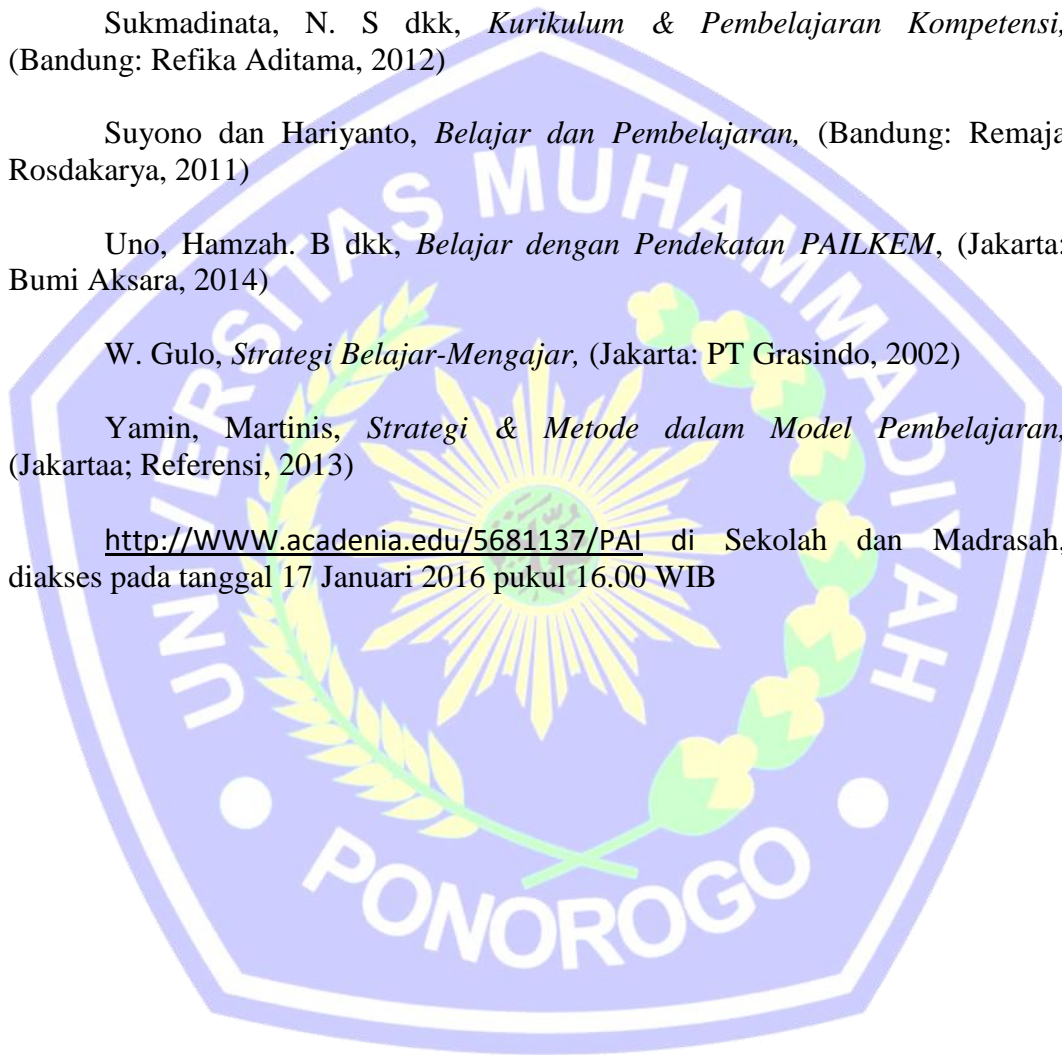 Sukmadinata, N. S dkk, Kurikulum & Pembelajaran Kompetensi,
(Bandung: Refika Aditama, 2012)
Suyono dan Hariyanto, Belajar dan Pembelajaran, (Bandung: Remaja
Rosdakarya, 2011)
Uno, Hamzah. B dkk, Belajar dengan Pendekatan PAILKEM, (Jakarta:
Bumi Aksara, 2014)
W. Gulo, Strategi Belajar-Mengajar, (Jakarta: PT Grasindo, 2002)
Yamin, Martinis, Strategi & Metode dalam Model Pembelajaran,
(Jakartaa; Referensi, 2013)
http://WWW.acadenia.edu/5681137/PAI di Sekolah dan Madrasah,
diakses pada tanggal 17 Januari 2016 pukul 16.00 WIB
UNIVERSITAS MUHAMMADIYAH
PONOROGO